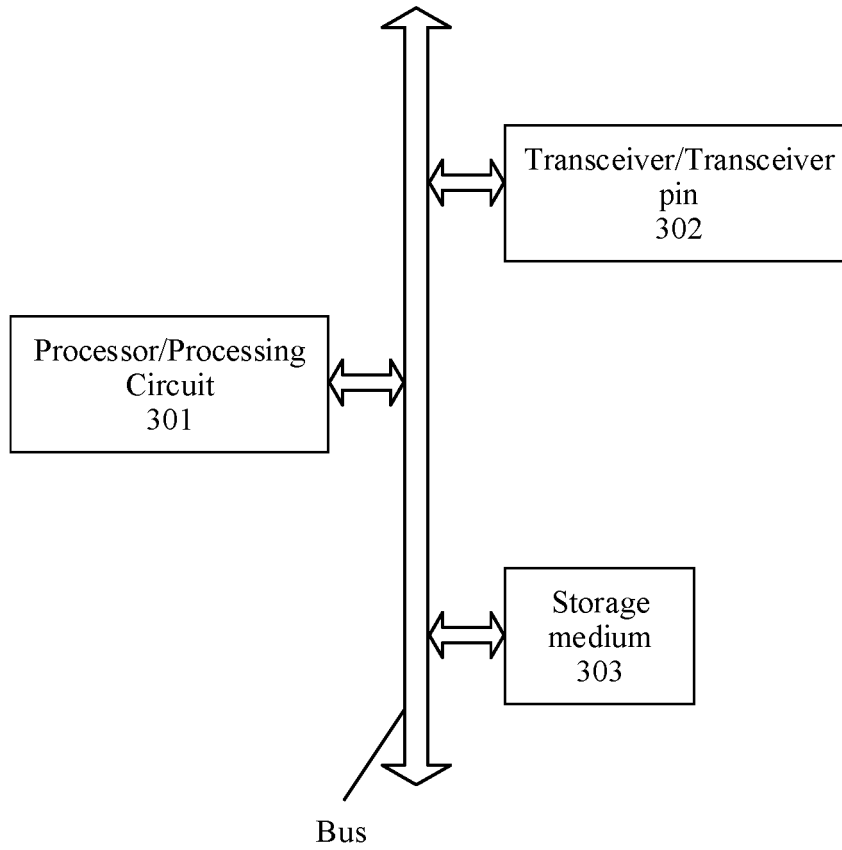 Transceiver/Transceiver
pin
302
Processor/Processing
Circuit
301
Storage
medium
303
Bus